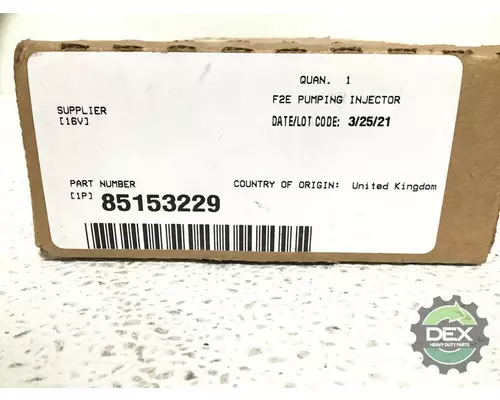 QUAN. 1
SUPPLIER
[16V]
F2E PUMPING INJECTOR
DATE/LOT CODE: 3/25/21
PART NUMBER
[1P] 85153229
COUNTRY OF ORIGIN: United Kingdom
DEX
HEAVY DUTY PARTS